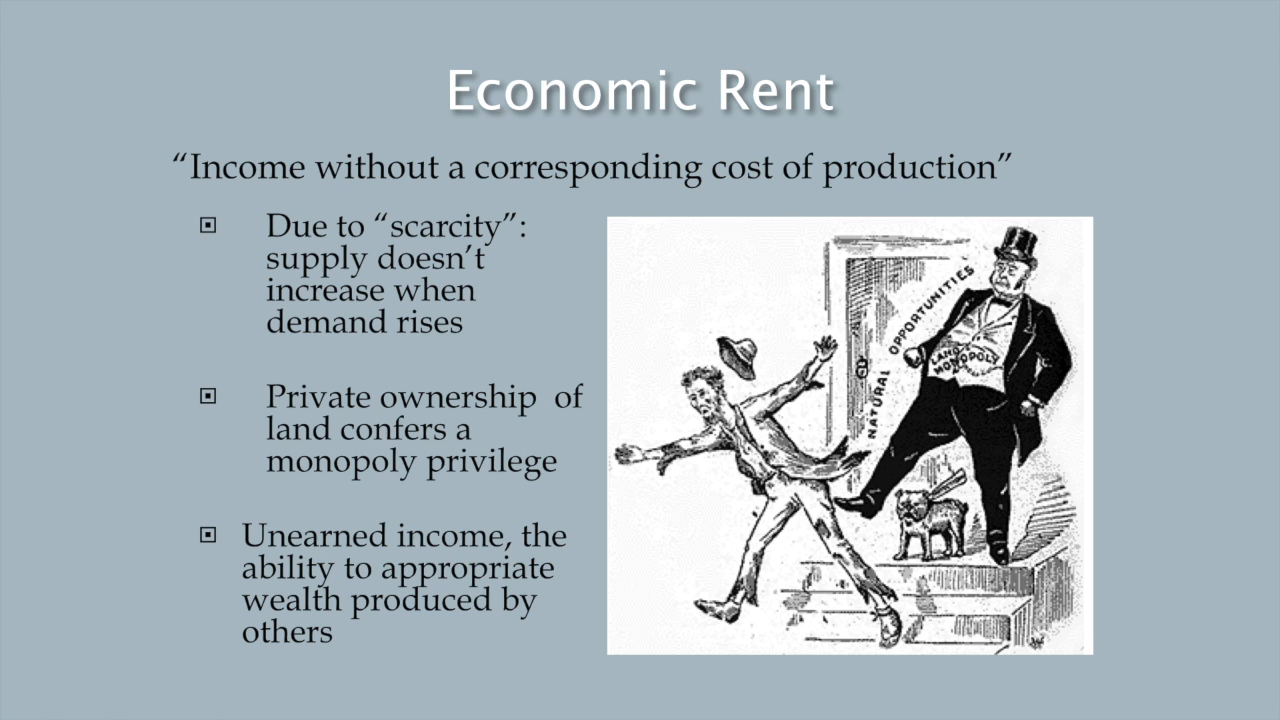 Economic Rent
“Income without a corresponding cost of production”
Due to “scarcity”:
supply doesn’t
increase when
demand rises
Private ownership of
land confers a
monopoly privilege
Unearned income, the
ability to appropriate
wealth produced by
others
NATURAL OPPORTUNITIES
LAND
MONOPOLY